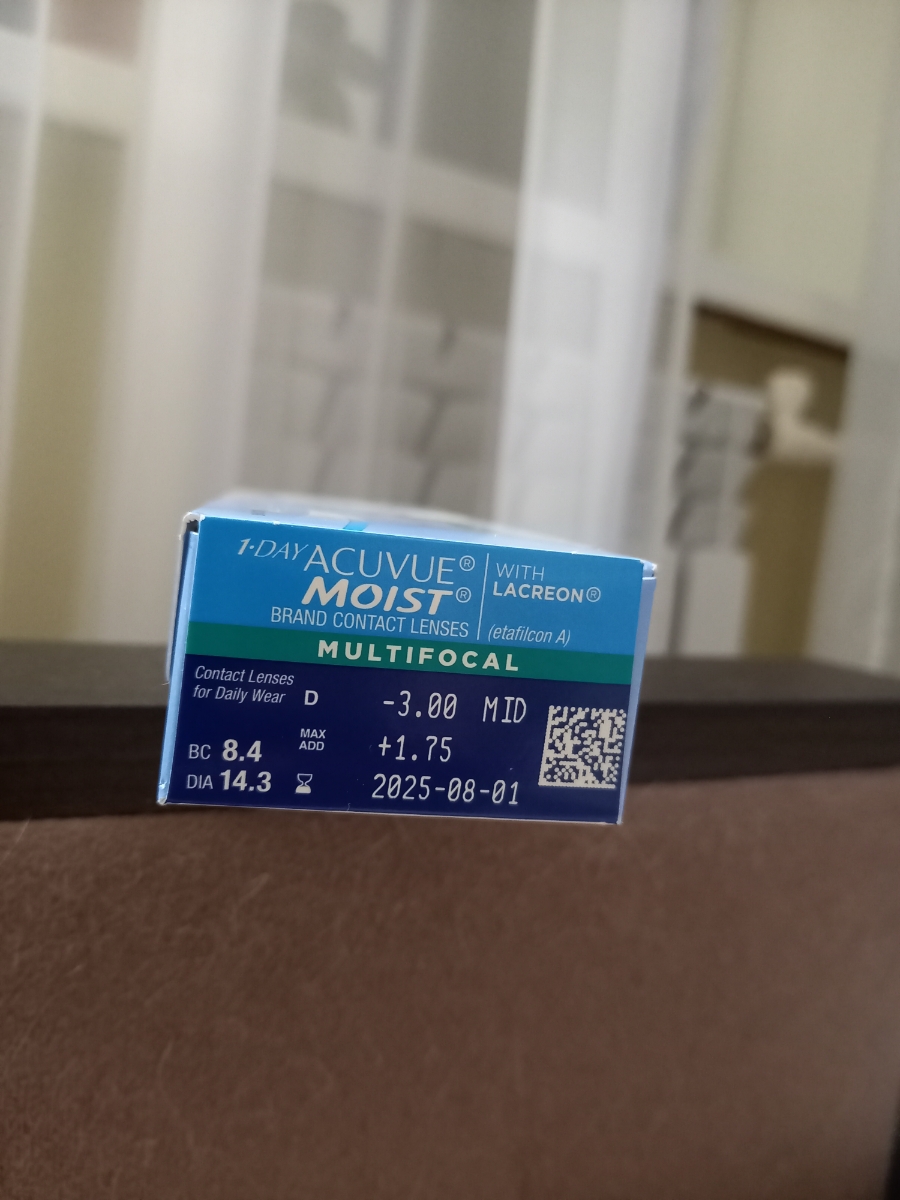 1·DAY ACUVUE®
MOIST®
BRAND CONTACT LENSES
WITH
LACREON®
(etafilcon A)
MULTIFOCAL
Contact Lenses
for Daily Wear
D -3.00 MID
MAX
ADD +1.75
BC 8.4
DIA 14.3
2025-08-01